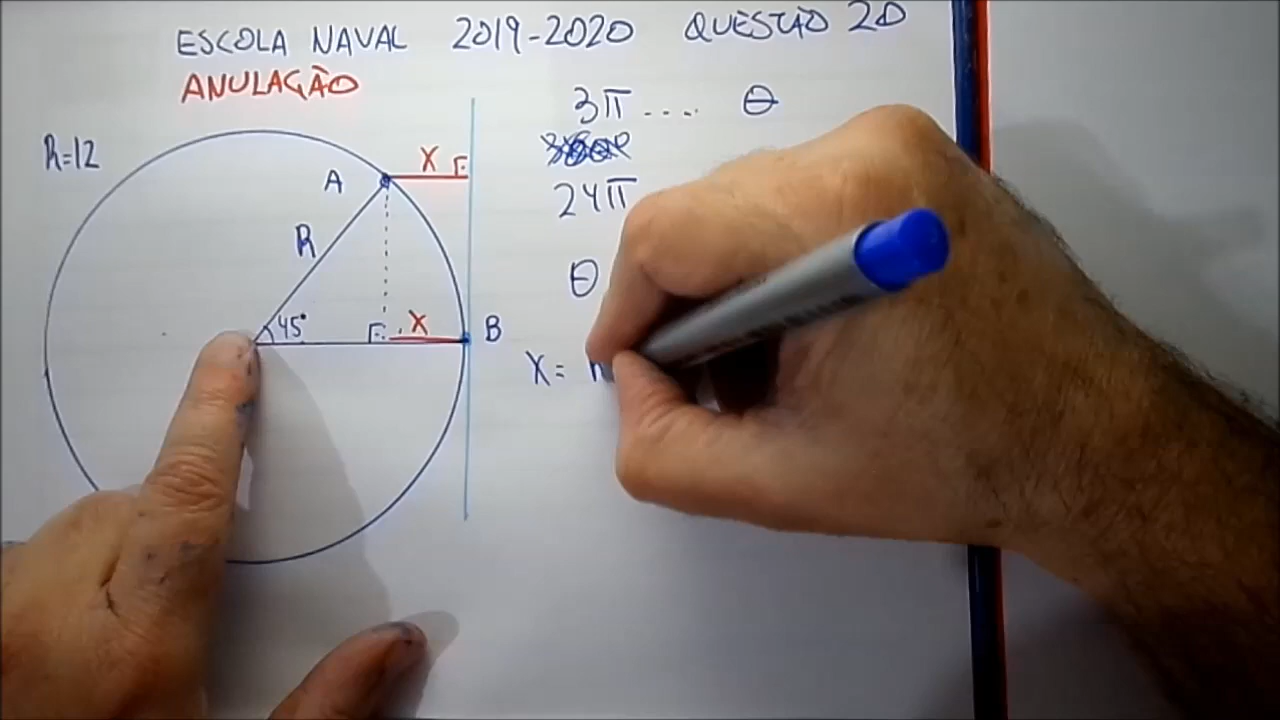 ESCOLA NAVAL 2019-2020 QUESTÃO 20
ANULAÇÃO
3π .... θ
24π
θ
X =
R=12
A
X
F
R
45°
F
X
B